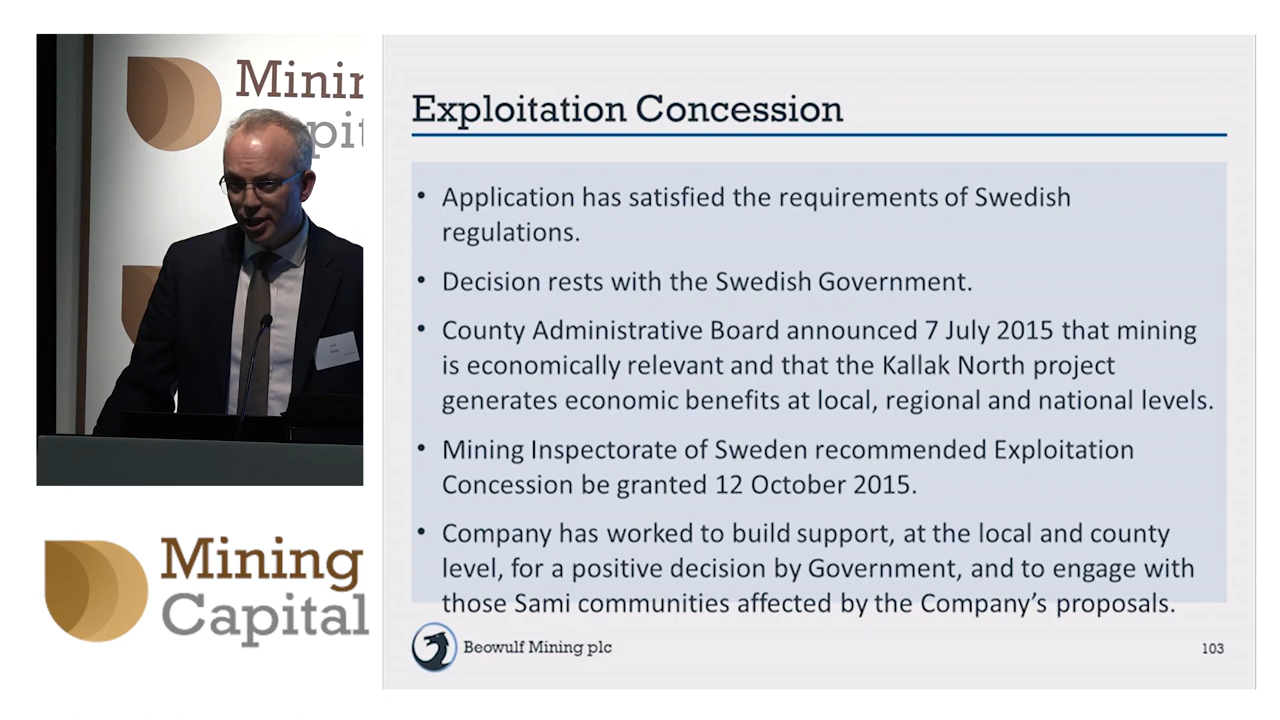 Minin
Capit
Mining
Capital
Exploitation Concession
• Application has satisfied the requirements of Swedish
regulations.
• Decision rests with the Swedish Government.
• County Administrative Board announced 7 July 2015 that mining
is economically relevant and that the Kallak North project
generates economic benefits at local, regional and national levels.
• Mining Inspectorate of Sweden recommended Exploitation
Concession be granted 12 October 2015.
• Company has worked to build support, at the local and county
level, for a positive decision by Government, and to engage with
those Sami communities affected by the Company's proposals.
Beowulf Mining plc
103